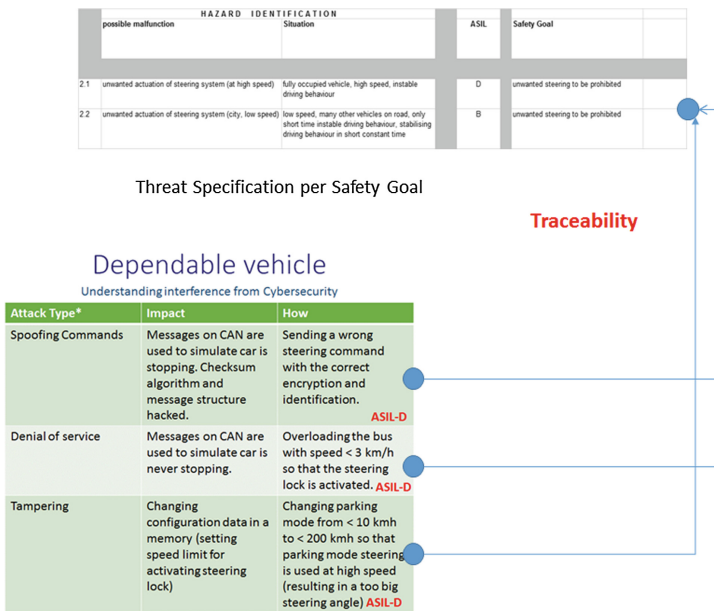 HAZARD IDENTIFICATION
possible malfunction Situation ASIL Safety Goal
2.1 unwanted actuation of steering system (at high speed) fully occupied vehicle, high speed, instable D unwanted steering to be prohibited
driving behaviour
2.2 unwanted actuation of steering system (city, low speed) low speed, many other vehicles on road, only B unwanted steering to be prohibited
short time instable driving behaviour, stabilising
driving behaviour in short constant time
Threat Specification per Safety Goal
Traceability
Dependable vehicle
Understanding interference from Cybersecurity
Attack Type* Impact How
Spoofing Commands
Messages on CAN are
used to simulate car is
stopping. Checksum
algorithm and
message structure
hacked.
Sending a wrong
steering command
with the correct
encryption and
identification.
ASIL-D
Denial of service
Messages on CAN are
used to simulate car is
never stopping.
Overloading the bus
with speed < 3 km/h
so that the steering
lock is activated. ASIL-D
Tampering
Changing
configuration data in a
memory (setting
speed limit for
activating steering
lock)
Changing parking
mode from < 10 kmh
to < 200 kmh so that
parking mode steering
is used at high speed
(resulting in a too big
steering angle) ASIL-D